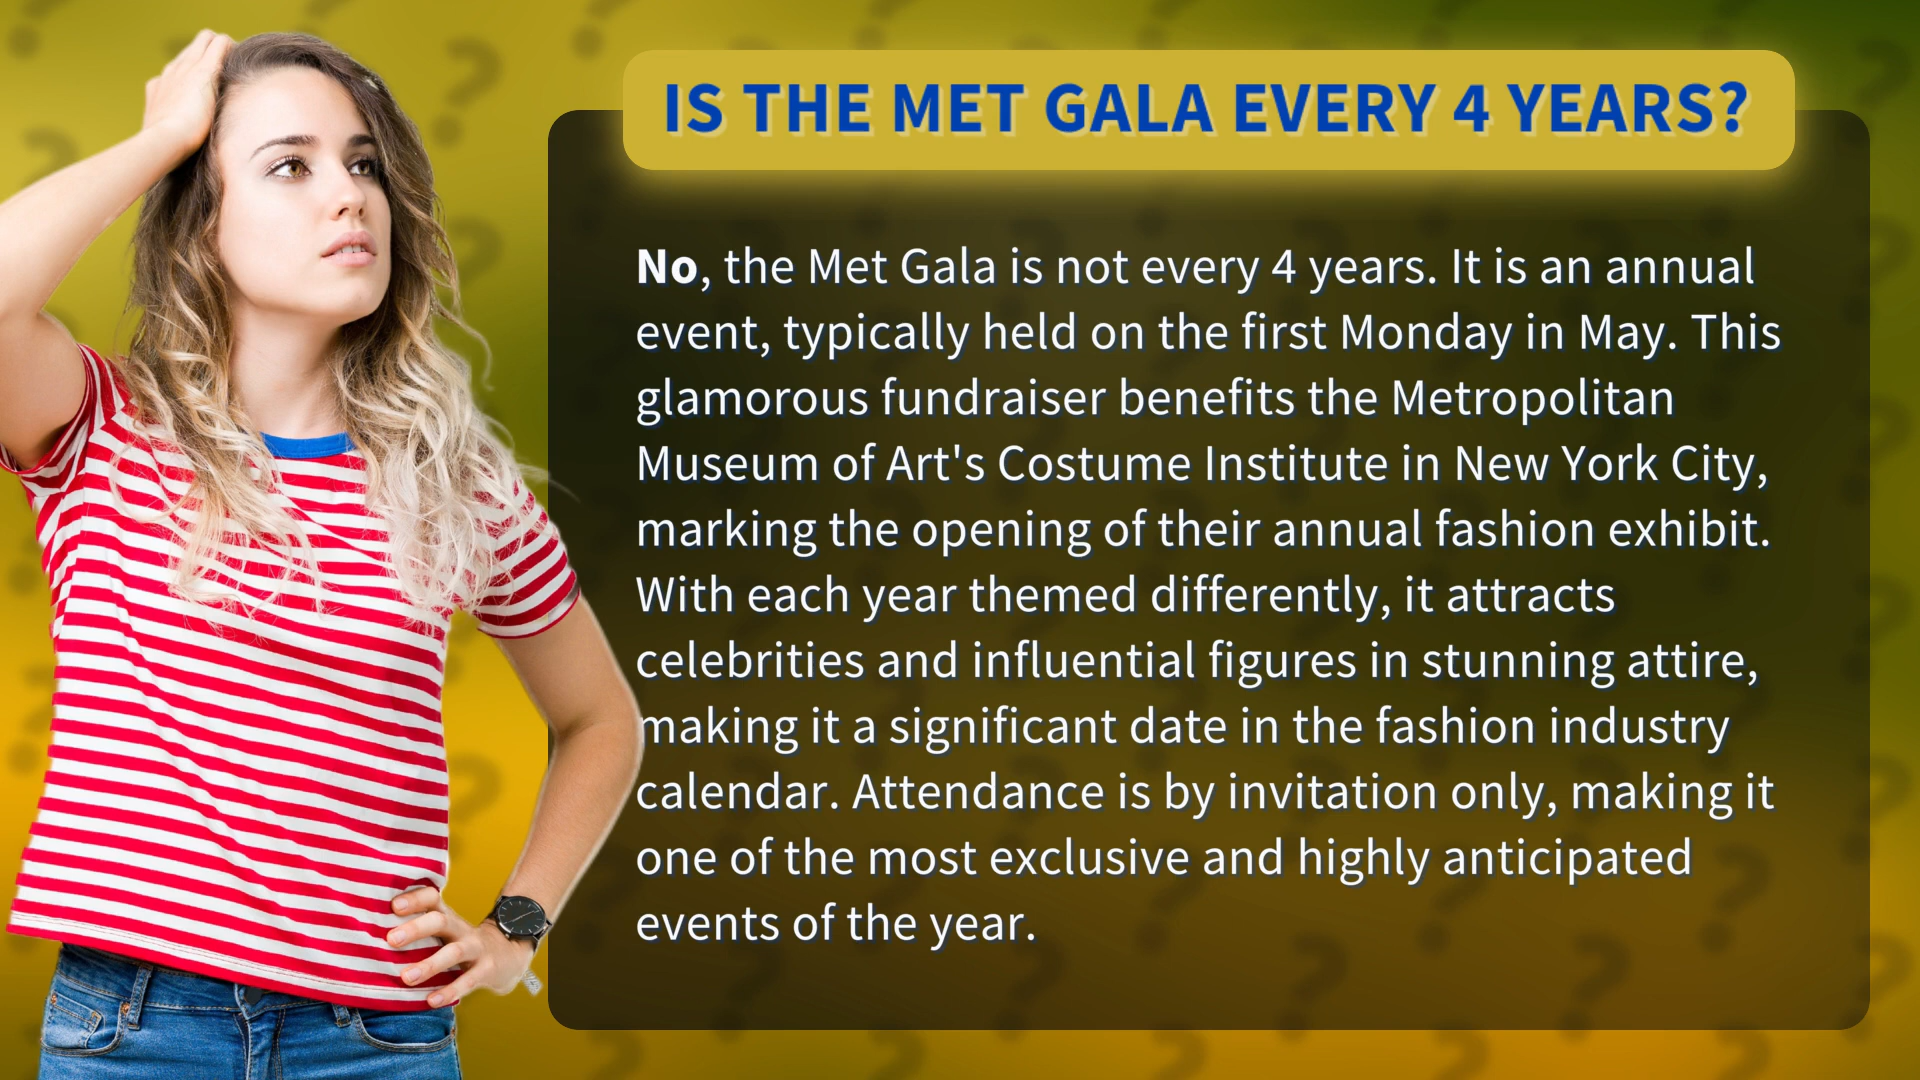 IS THE MET GALA EVERY 4 YEARS?
No, the Met Gala is not every 4 years. It is an annual
event, typically held on the first Monday in May. This
glamorous fundraiser benefits the Metropolitan
Museum of Art's Costume Institute in New York City,
marking the opening of their annual fashion exhibit.
With each year themed differently, it attracts
celebrities and influential figures in stunning attire,
making it a significant date in the fashion industry
calendar. Attendance is by invitation only, making it
one of the most exclusive and highly anticipated
events of the year.